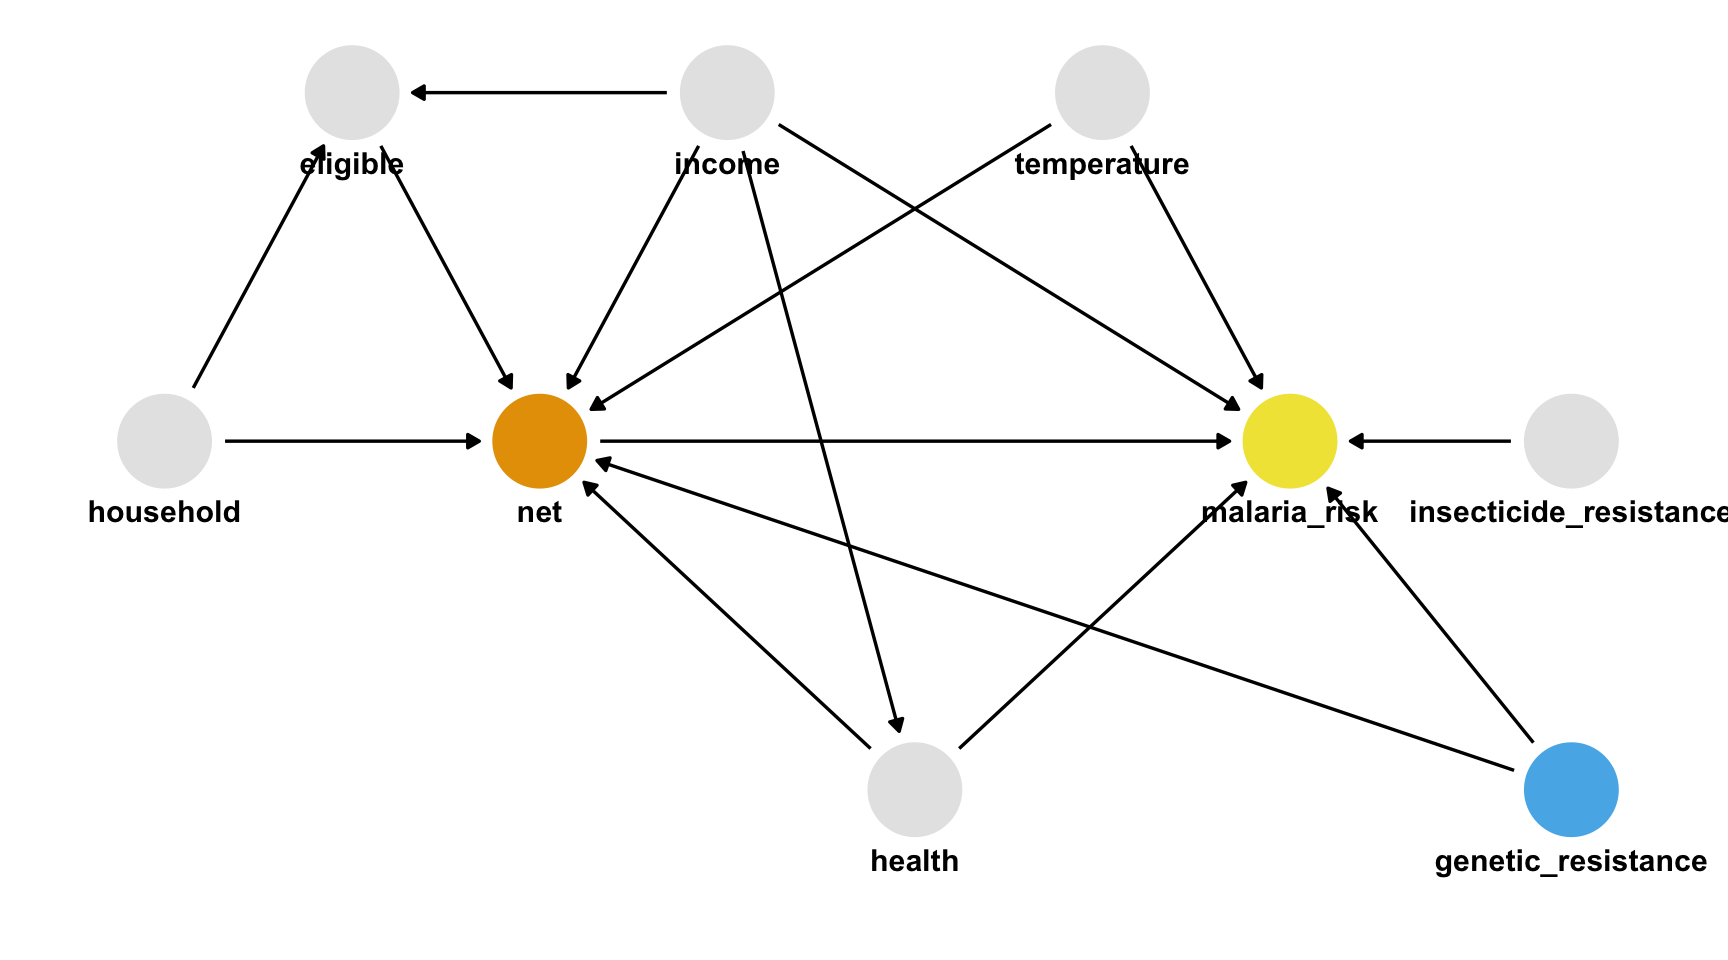 eligible
income
temperature
household
net
malaria_risk
insecticide_resistance
health
genetic_resistance